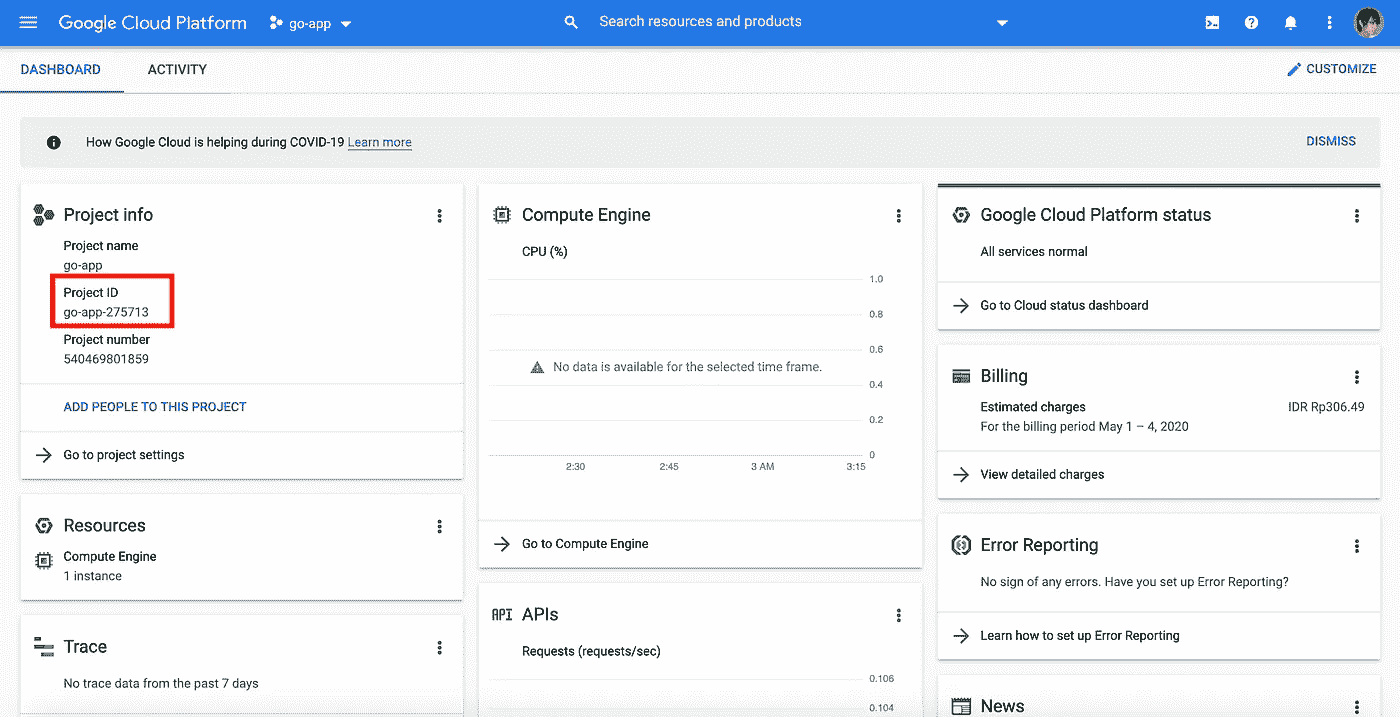 Google Cloud Platform
go-app
Search resources and products
DASHBOARD
ACTIVITY
CUSTOMIZE
How Google Cloud is helping during COVID-19 Learn more
DISMISS
Project info
Project name
go-app
Project ID
go-app-275713
Project number
540469801859
ADD PEOPLE TO THIS PROJECT
Go to project settings
Resources
Compute Engine
1 instance
Trace
No trace data from the past 7 days
Compute Engine
CPU (%)
1.0
0.8
0.6
No data is available for the selected time frame.
0.4
0.2
0
2:30
2:45
3 AM
3:15
Go to Compute Engine
API APIs
Requests (requests/sec)
0.106
0.104
Google Cloud Platform status
All services normal
Go to Cloud status dashboard
Billing
Estimated charges
IDR Rp306.49
For the billing period May 1 – 4, 2020
View detailed charges
Error Reporting
No sign of any errors. Have you set up Error Reporting?
Learn how to set up Error Reporting
News